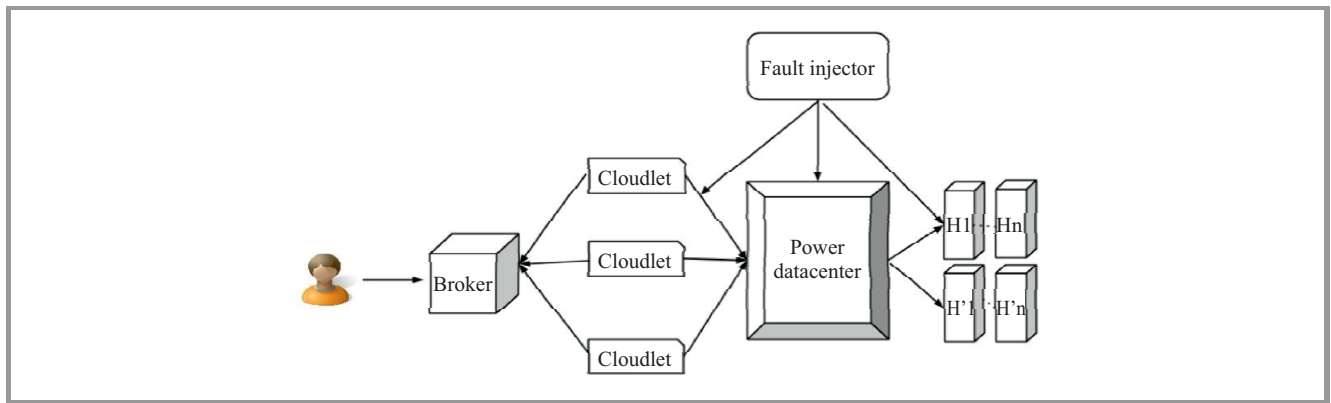 Fault injector
Cloudlet
H1 Hn
Cloudlet
Power
datacenter
Broker
H'1 H'n
Cloudlet